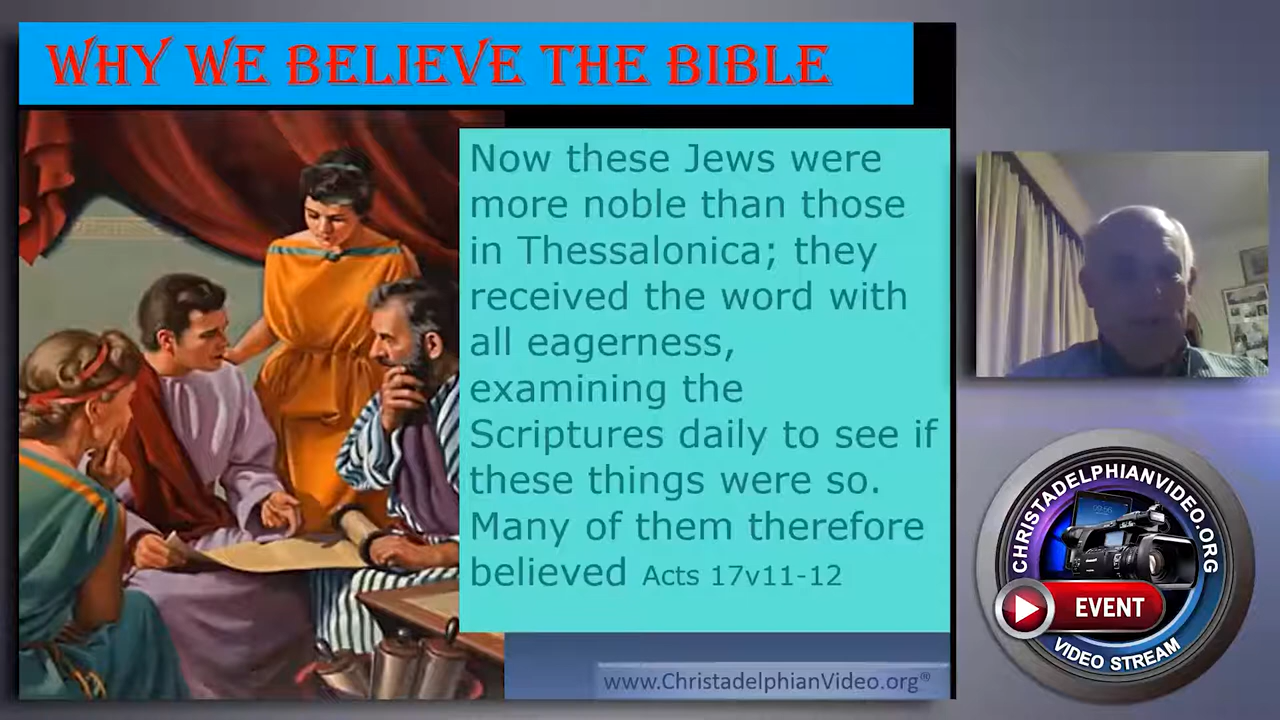 WHY WE BELIEVE THE BIBLE
Now these Jews were
more noble than those
in Thessalonica; they
received the word with
all eagerness,
examining the
Scriptures daily to see if
these things were so.
Many of them therefore
believed Acts 17v11-12
www.ChristadelphianVideo.org®
CHRISTADELPHIANVIDEO.ORG
EVENT
VIDEO STREAM